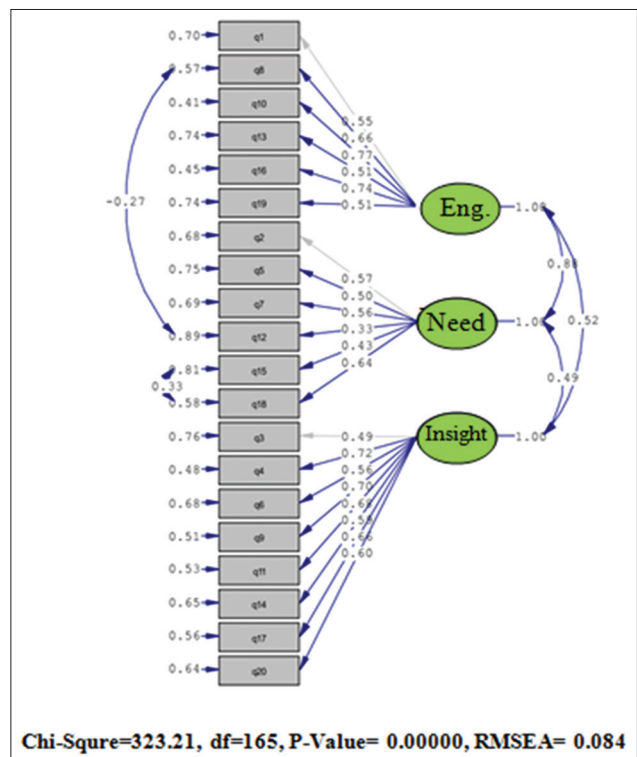 0.70 q1
0.57 q8
0.41 q10
0.74 q13
0.45 q16
0.74 q19
0.68 q2
0.75 q5
0.69 q7
0.89 q12
0.81 q15
0.58 q18
0.76 q3
0.48 q4
0.68 q6
0.51 q9
0.53 q11
0.65 q14
0.56 q17
0.64 q20
-0.27
0.33
0.55
0.66
0.77
0.51
0.74
0.51
0.57
0.50
0.56
0.33
0.43
0.64
0.49
0.72
0.56
0.70
0.68
0.59
0.66
0.60
Eng. 1.00
Need 1.00
Insight 1.00
0.52
0.49
Chi-Squre=323.21, df=165, P-Value= 0.00000, RMSEA= 0.084